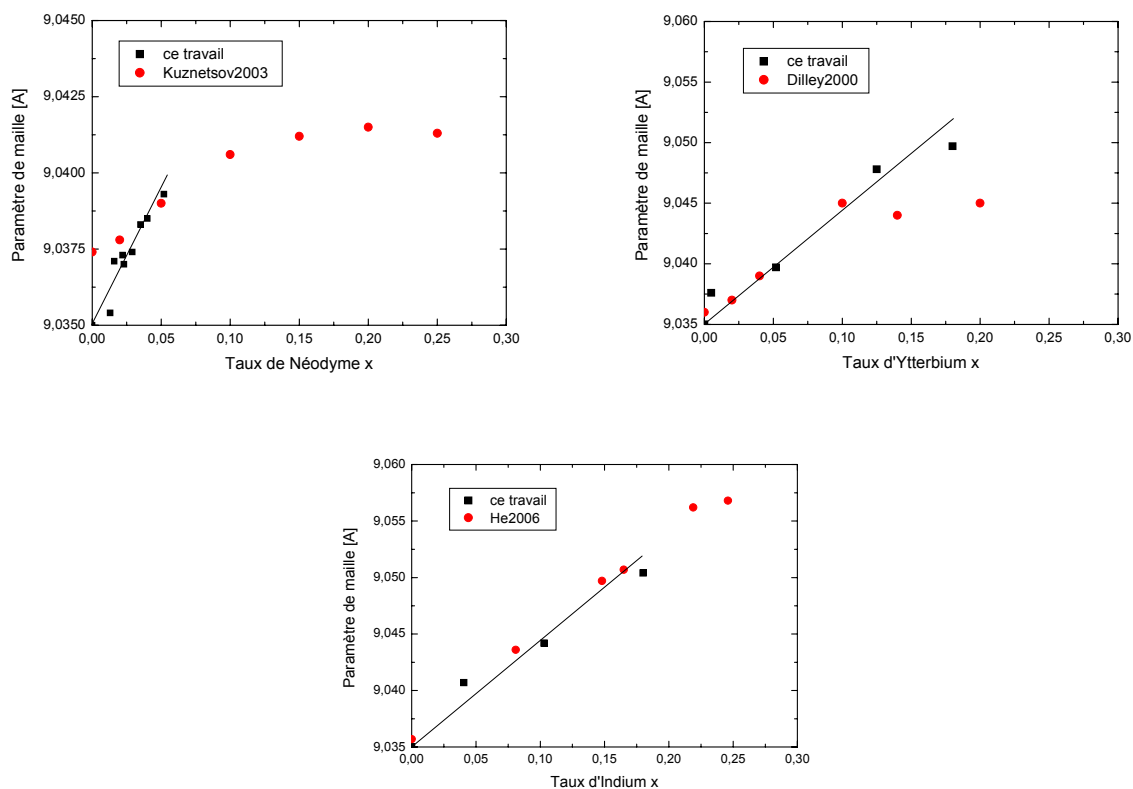 9,0450
9,0425
9,0400
9,0375
9,0350
Paramètre de maille [A]
ce travail
Kuznetsov2003
0,00 0,05 0,10 0,15 0,20 0,25 0,30
Taux de Néodyme x
9,060
9,055
9,050
9,045
9,040
9,035
Paramètre de maille [A]
ce travail
Dilley2000
0,00 0,05 0,10 0,15 0,20 0,25 0,30
Taux d'Ytterbium x
9,060
9,055
9,050
9,045
9,040
9,035
Paramètre de maille [A]
ce travail
He2006
0,00 0,05 0,10 0,15 0,20 0,25 0,30
Taux d'Indium x